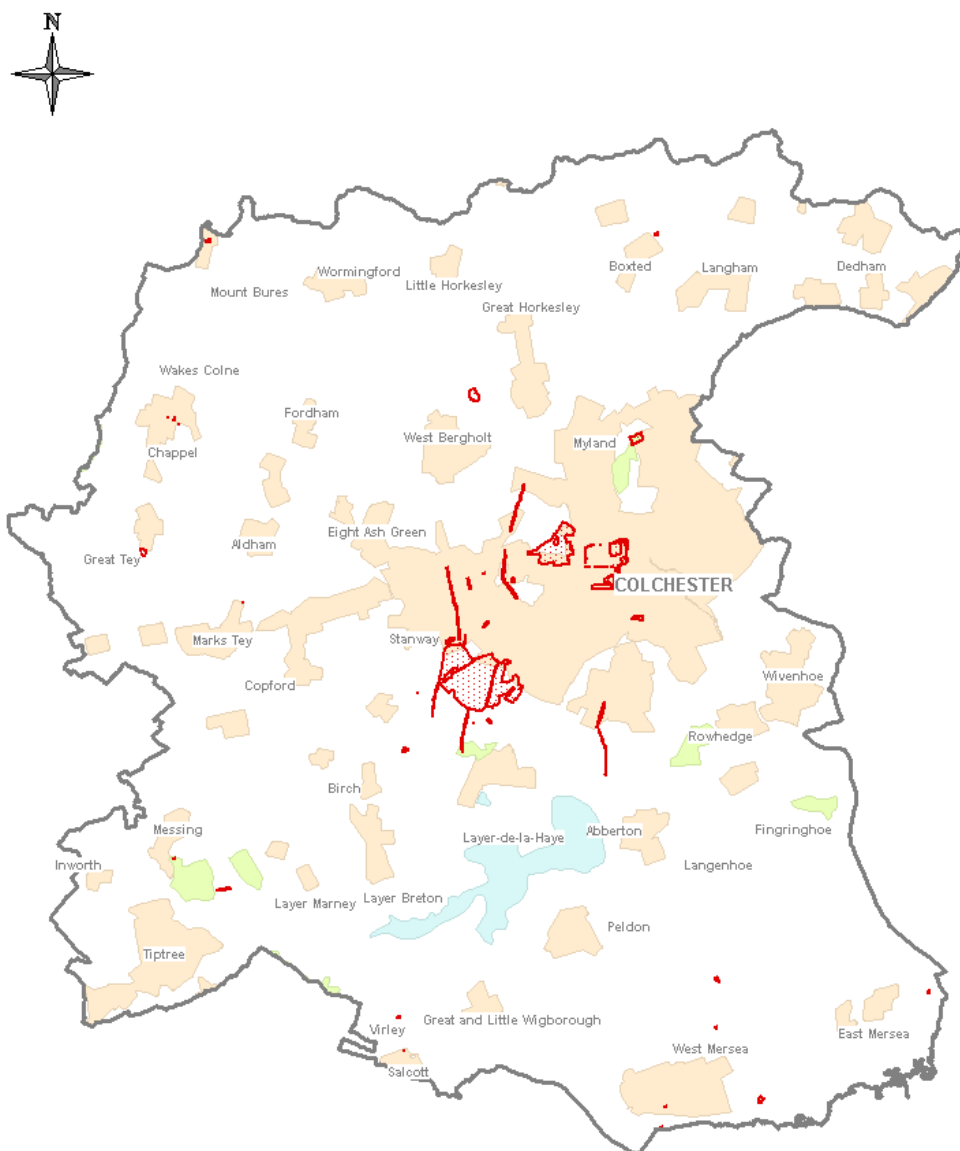 N
Boxted
Langham
Dedham
Wormingford
Little Horkesley
Mount Bures
Great Horkesley
Wakes Colne
Fordham
West Bergholt
Myland
Chappel
Eight Ash Green
Aldham
Great Tey
COLCHESTER
Marks Tey
Stanway
Copford
Wivenhoe
Rowhedge
Birch
Messing
Layer-de-la-Haye
Abberton
Fingringhoe
Inworth
Langenhoe
Layer Marney
Layer Breton
Peldon
Tiptree
Great and Little Wigborough
Virley
East Mersea
West Mersea
Salcott